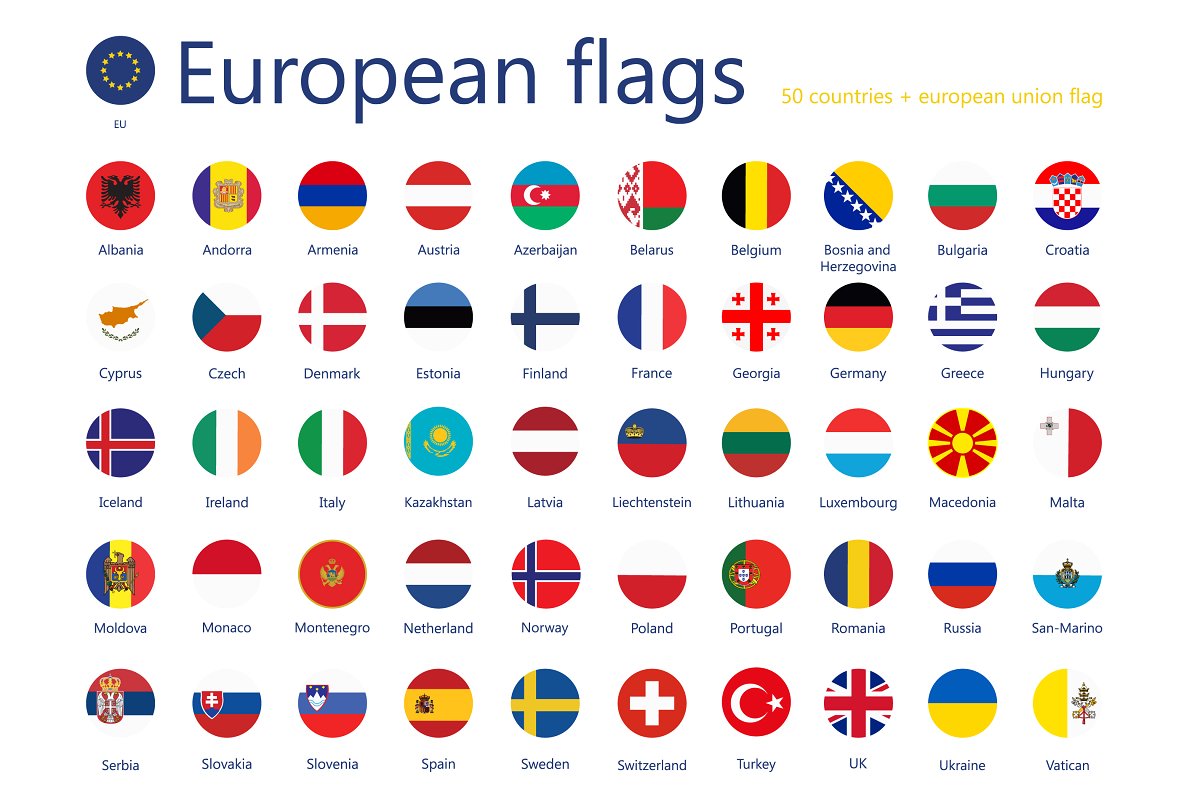 European flags
50 countries + european union flag
EU
Albania
Andorra
Armenia
Austria
Azerbaijan
Belarus
Belgium
Bosnia and
Herzegovina
Bulgaria
Croatia
Cyprus
Czech
Denmark
Estonia
Finland
France
Georgia
Germany
Greece
Hungary
Iceland
Ireland
Italy
Kazakhstan
Latvia
Liechtenstein
Lithuania
Luxembourg
Macedonia
Malta
Moldova
Monaco
Montenegro
Netherland
Norway
Poland
Portugal
Romania
Russia
San-Marino
Serbia
Slovakia
Slovenia
Spain
Sweden
Switzerland
Turkey
UK
Ukraine
Vatican